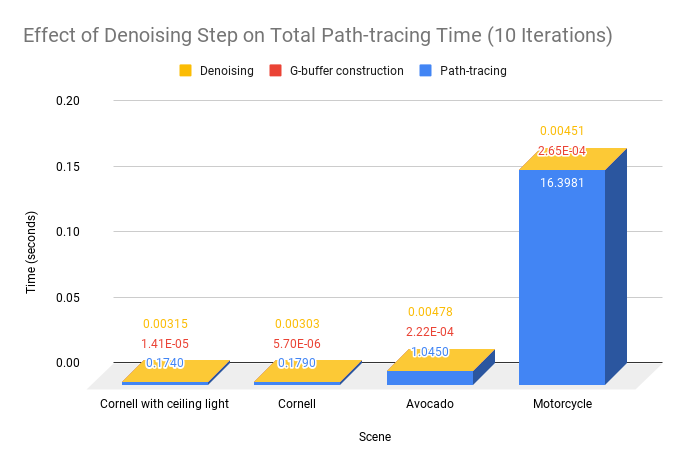 Effect of Denoising Step on Total Path-tracing Time (10 Iterations)
Denoising G-buffer construction Path-tracing
0.20
0.15
0.10
0.05
0.00
Time (seconds)
0.00315
1.41E-05
0.1740
0.00303
5.70E-06
0.1790
0.00478
2.22E-04
1.0450
0.00451
2.65E-04
16.3981
Cornell with ceiling light Cornell Avocado Motorcycle
Scene